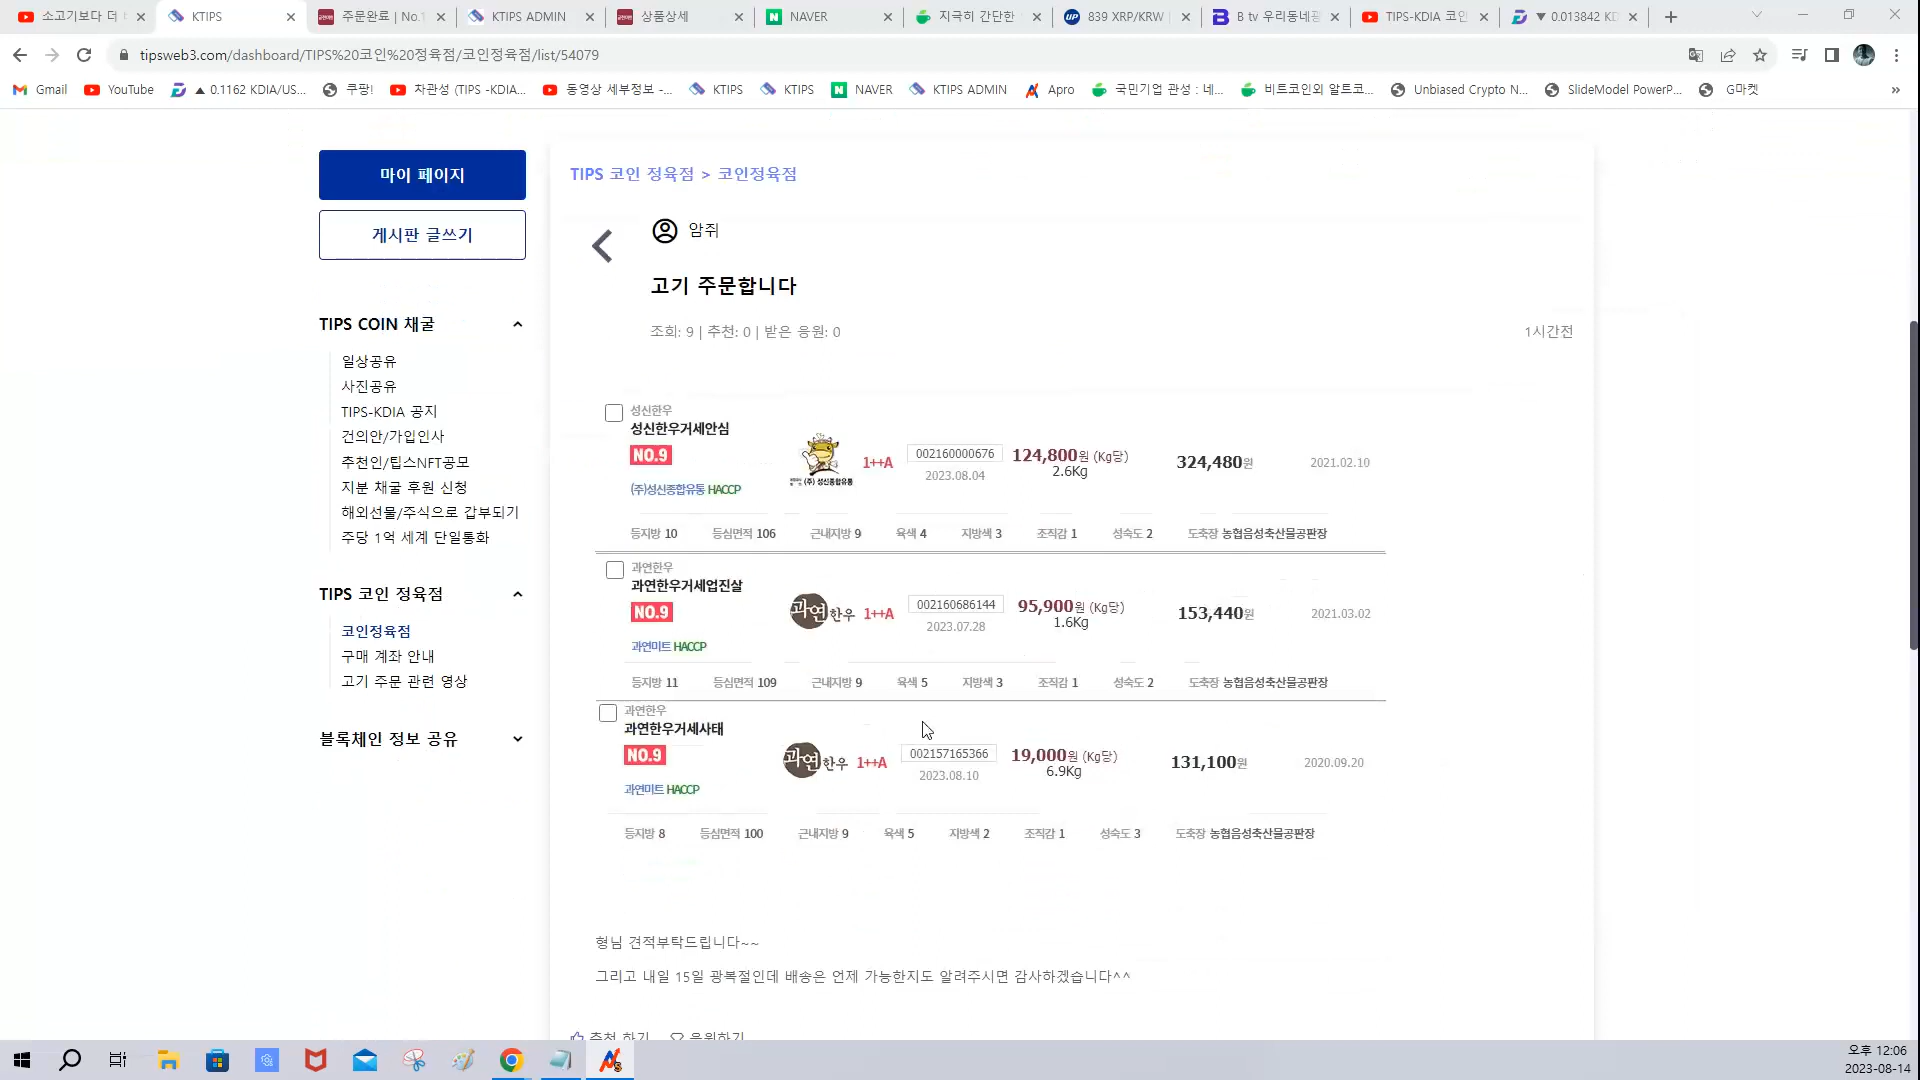 소고기보다 더
KTIPS
주문완료 | No.1
KTIPS ADMIN
상품상세
NAVER
지극히 간단한
839 XRP/KRW
B tv 우리동네광
TIPS-KDIA 코인
▼ 0.013842 KD
tipsweb3.com/dashboard/TIPS%20코인%20정육점/코인정육점/list/54079
Gmail
YouTube
▲ 0.1162 KDIA/US...
쿠팡!
차관성 (TIPS -KDIA...
동영상 세부정보 -...
KTIPS
KTIPS
NAVER
KTIPS ADMIN
Apro
국민기업 관성 : 네...
비트코인외 알트코...
Unbiased Crypto N...
SlideModel PowerP...
G마켓
마이 페이지
게시판 글쓰기
TIPS COIN 채굴
일상공유
사진공유
TIPS-KDIA 공지
건의안/가입인사
추천인/팁스NFT공모
지분 채굴 후원 신청
해외선물/주식으로 갑부되기
주당 1억 세계 단일통화
TIPS 코인 정육점
코인정육점
구매 계좌 안내
고기 주문 관련 영상
블록체인 정보 공유
TIPS 코인 정육점 > 코인정육점
암쥐
고기 주문합니다
조회: 9 | 추천: 0 | 받은 응원: 0
1시간전
성신한우
성신한우거세안심
NO.9
(주)성신종합유통 HACCP
(주) 성신종합유통
1++A
002160000676
2023.08.04
124,800원 (Kg당)
2.6Kg
324,480원
2021.02.10
등지방 10 등심면적 106 근내지방 9 육색 4 지방색 3 조직감 1 성숙도 2 도축장 농협음성축산물공판장
과연한우
과연한우거세업진살
NO.9
과연미트 HACCP
과연한우
1++A
002160686144
2023.07.28
95,900원 (Kg당)
1.6Kg
153,440원
2021.03.02
등지방 11 등심면적 109 근내지방 9 육색 5 지방색 3 조직감 1 성숙도 2 도축장 농협음성축산물공판장
과연한우
과연한우거세사태
NO.9
과연미트 HACCP
과연한우
1++A
002157165366
2023.08.10
19,000원 (Kg당)
6.9Kg
131,100원
2020.09.20
등지방 8 등심면적 100 근내지방 9 육색 5 지방색 2 조직감 1 성숙도 3 도축장 농협음성축산물공판장
형님 견적부탁드립니다~~
그리고 내일 15일 광복절인데 배송은 언제 가능한지도 알려주시면 감사하겠습니다^^
추천 하기 응원하기
오후 12:06
2023-08-14